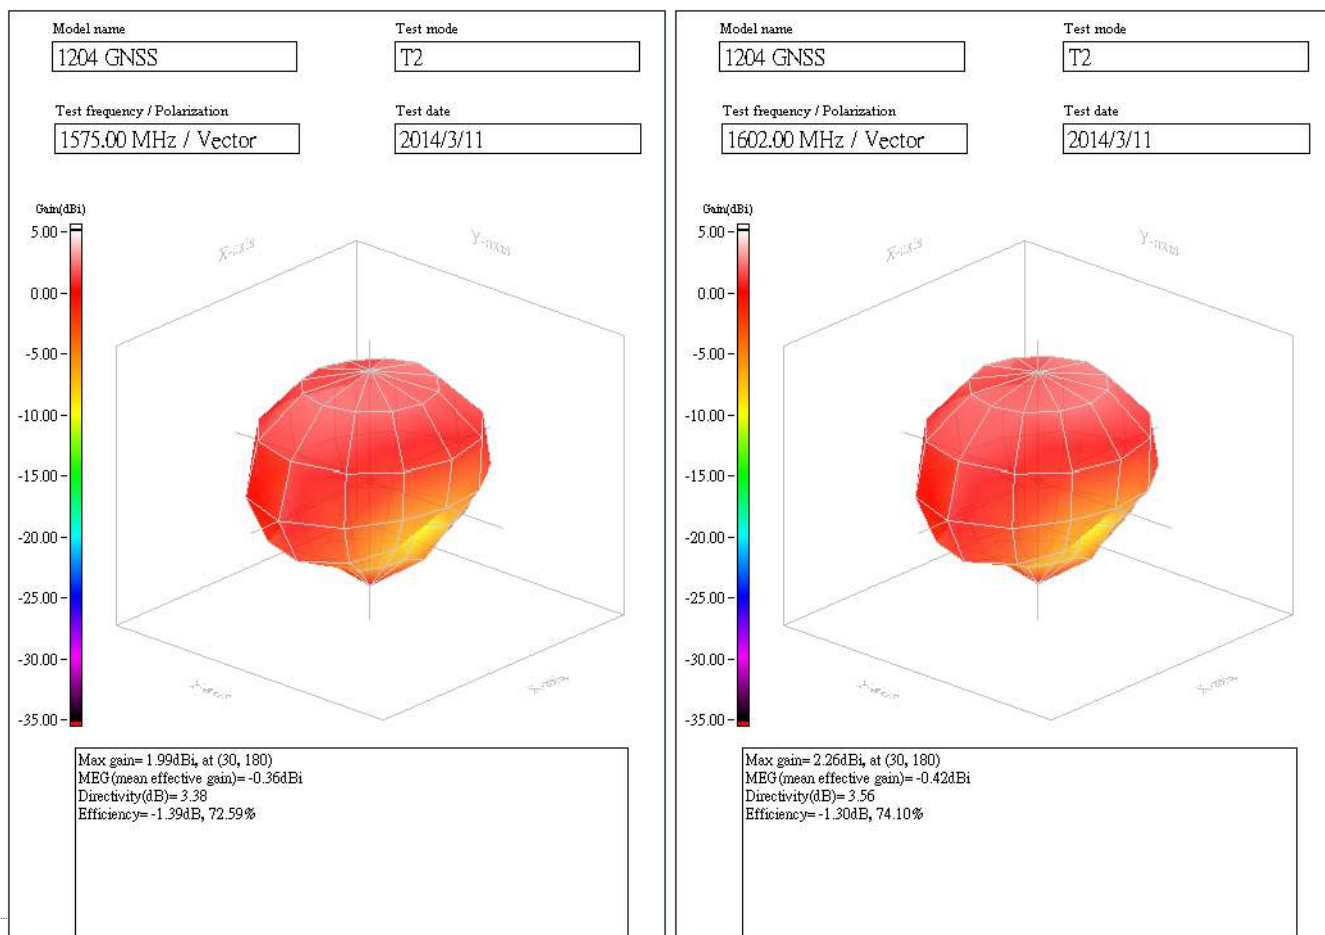 Model name
Test mode
1204 GNSS
T2
Test frequency / Polarization
Test date
1575.00 MHz / Vector
2014/3/11
Gain(dBi)
X-axis
Y-axis
5.00
0.00
-5.00
-10.00
-15.00
-20.00
-25.00
-30.00
-35.00
Y-axis
X-axis
Max gain= 1.99dBi, at (30, 180)
MEG(mean effective gain)= -0.36dBi
Directivity(dB)= 3.38
Efficiency= -1.39dB, 72.59%
Model name
Test mode
1204 GNSS
T2
Test frequency / Polarization
Test date
1602.00 MHz / Vector
2014/3/11
Gain(dBi)
X-axis
Y-axis
5.00
0.00
-5.00
-10.00
-15.00
-20.00
-25.00
-30.00
-35.00
Y-axis
X-axis
Max gain= 2.26dBi, at (30, 180)
MEG(mean effective gain)= -0.42dBi
Directivity(dB)= 3.56
Efficiency= -1.30dB, 74.10%